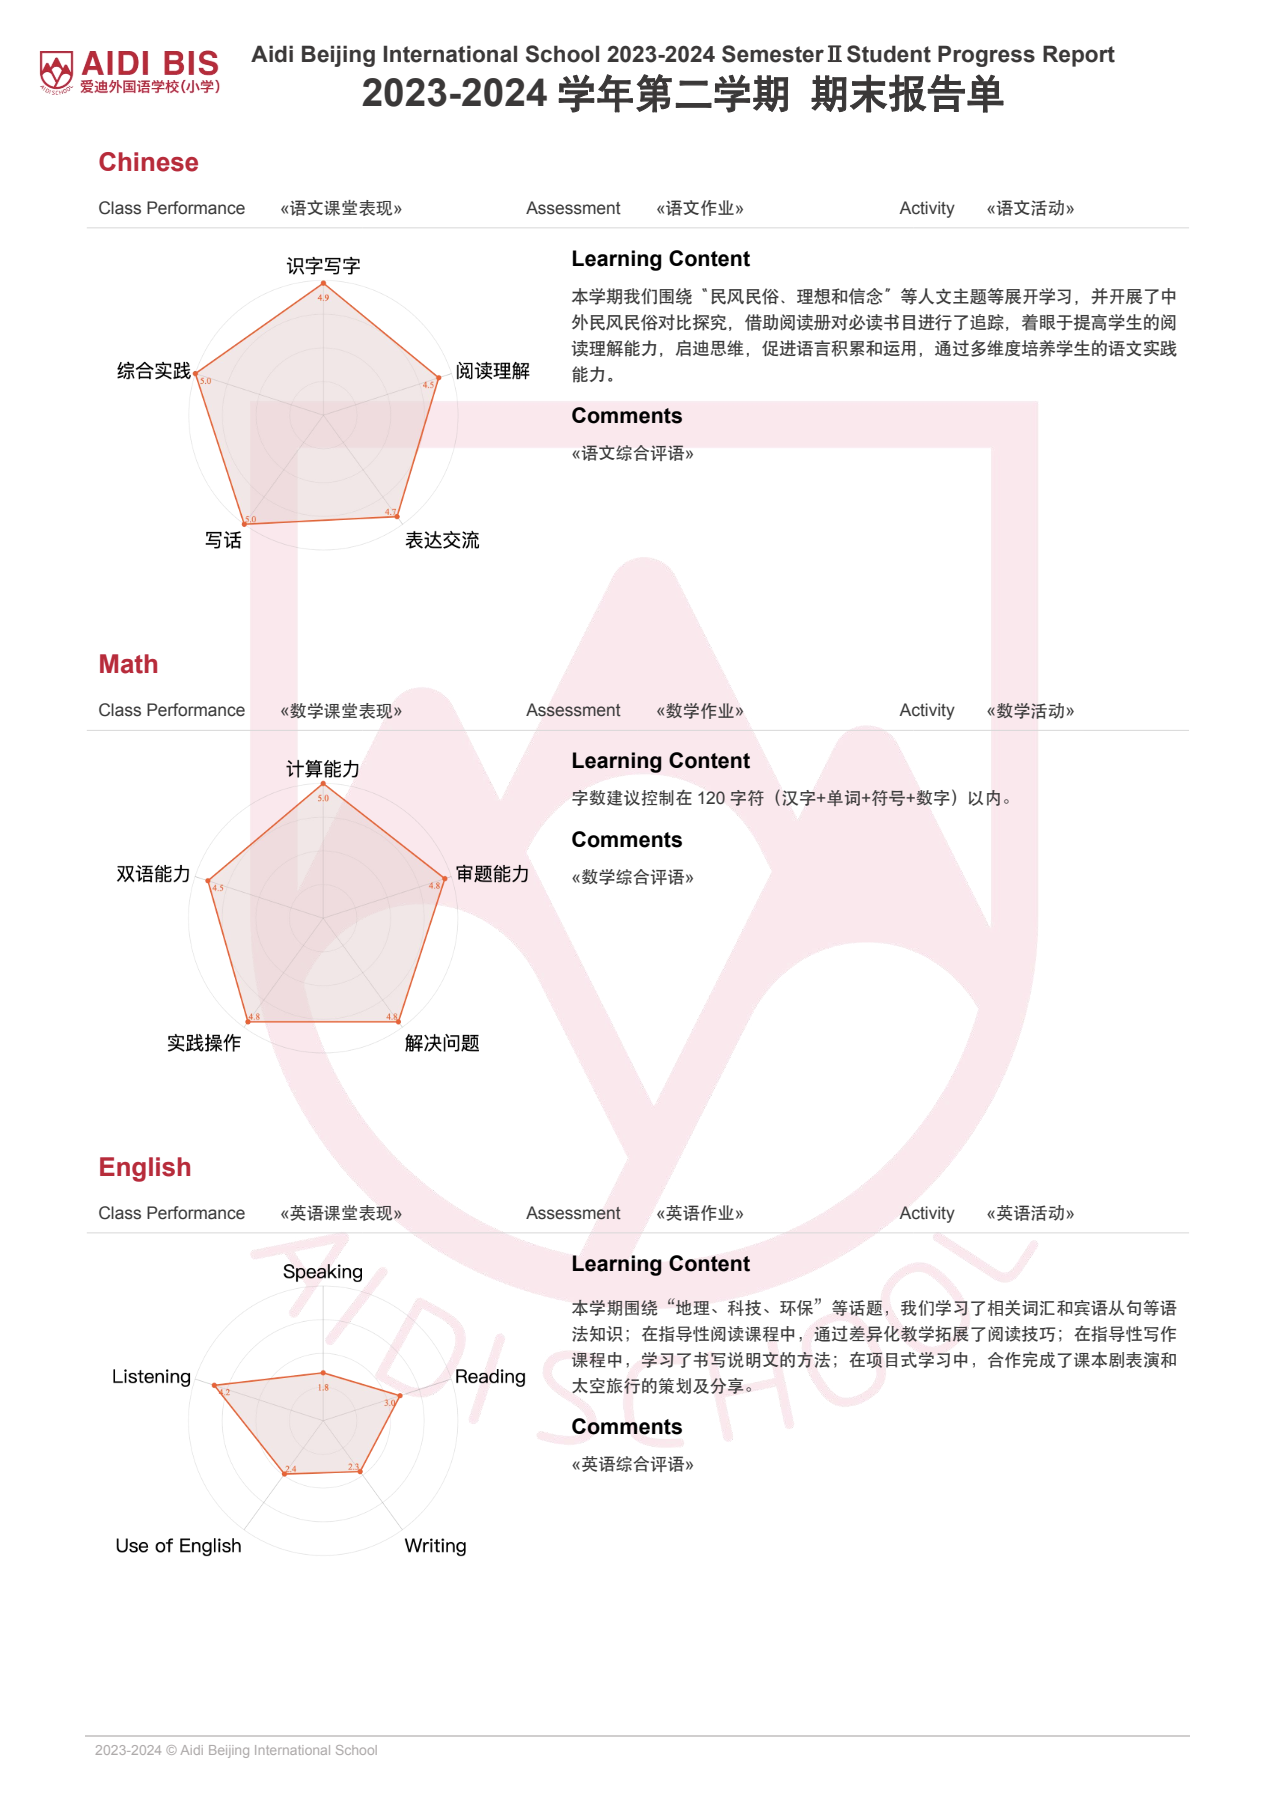 AIDI BIS
爱迪外国语学校(小学)
AIDI SCHOOL
Aidi Beijing International School 2023-2024 SemesterⅡStudent Progress Report
2023-2024 学年第二学期 期末报告单
Chinese
Class Performance «语文课堂表现» Assessment «语文作业» Activity «语文活动»
识字写字
4.9
综合实践
5.0
阅读理解
4.5
写话
5.0
表达交流
4.7
Learning Content
本学期我们围绕〝民风民俗、理想和信念〞等人文主题等展开学习，并开展了中
外民风民俗对比探究，借助阅读册对必读书目进行了追踪，着眼于提高学生的阅
读理解能力，启迪思维，促进语言积累和运用，通过多维度培养学生的语文实践
能力。
Comments
«语文综合评语»
Math
Class Performance «数学课堂表现» Assessment «数学作业» Activity «数学活动»
计算能力
5.0
双语能力
4.5
审题能力
4.8
实践操作
4.8
解决问题
4.8
Learning Content
字数建议控制在 120 字符（汉字+单词+符号+数字）以内。
Comments
«数学综合评语»
English
Class Performance «英语课堂表现» Assessment «英语作业» Activity «英语活动»
Speaking
1.8
Listening
4.2
Reading
3.0
Use of English
2.4
Writing
2.3
Learning Content
本学期围绕“地理、科技、环保”等话题，我们学习了相关词汇和宾语从句等语
法知识；在指导性阅读课程中，通过差异化教学拓展了阅读技巧；在指导性写作
课程中，学习了书写说明文的方法；在项目式学习中，合作完成了课本剧表演和
太空旅行的策划及分享。
Comments
«英语综合评语»
AIDI SCHOOL
2023-2024 © Aidi Beijing International School